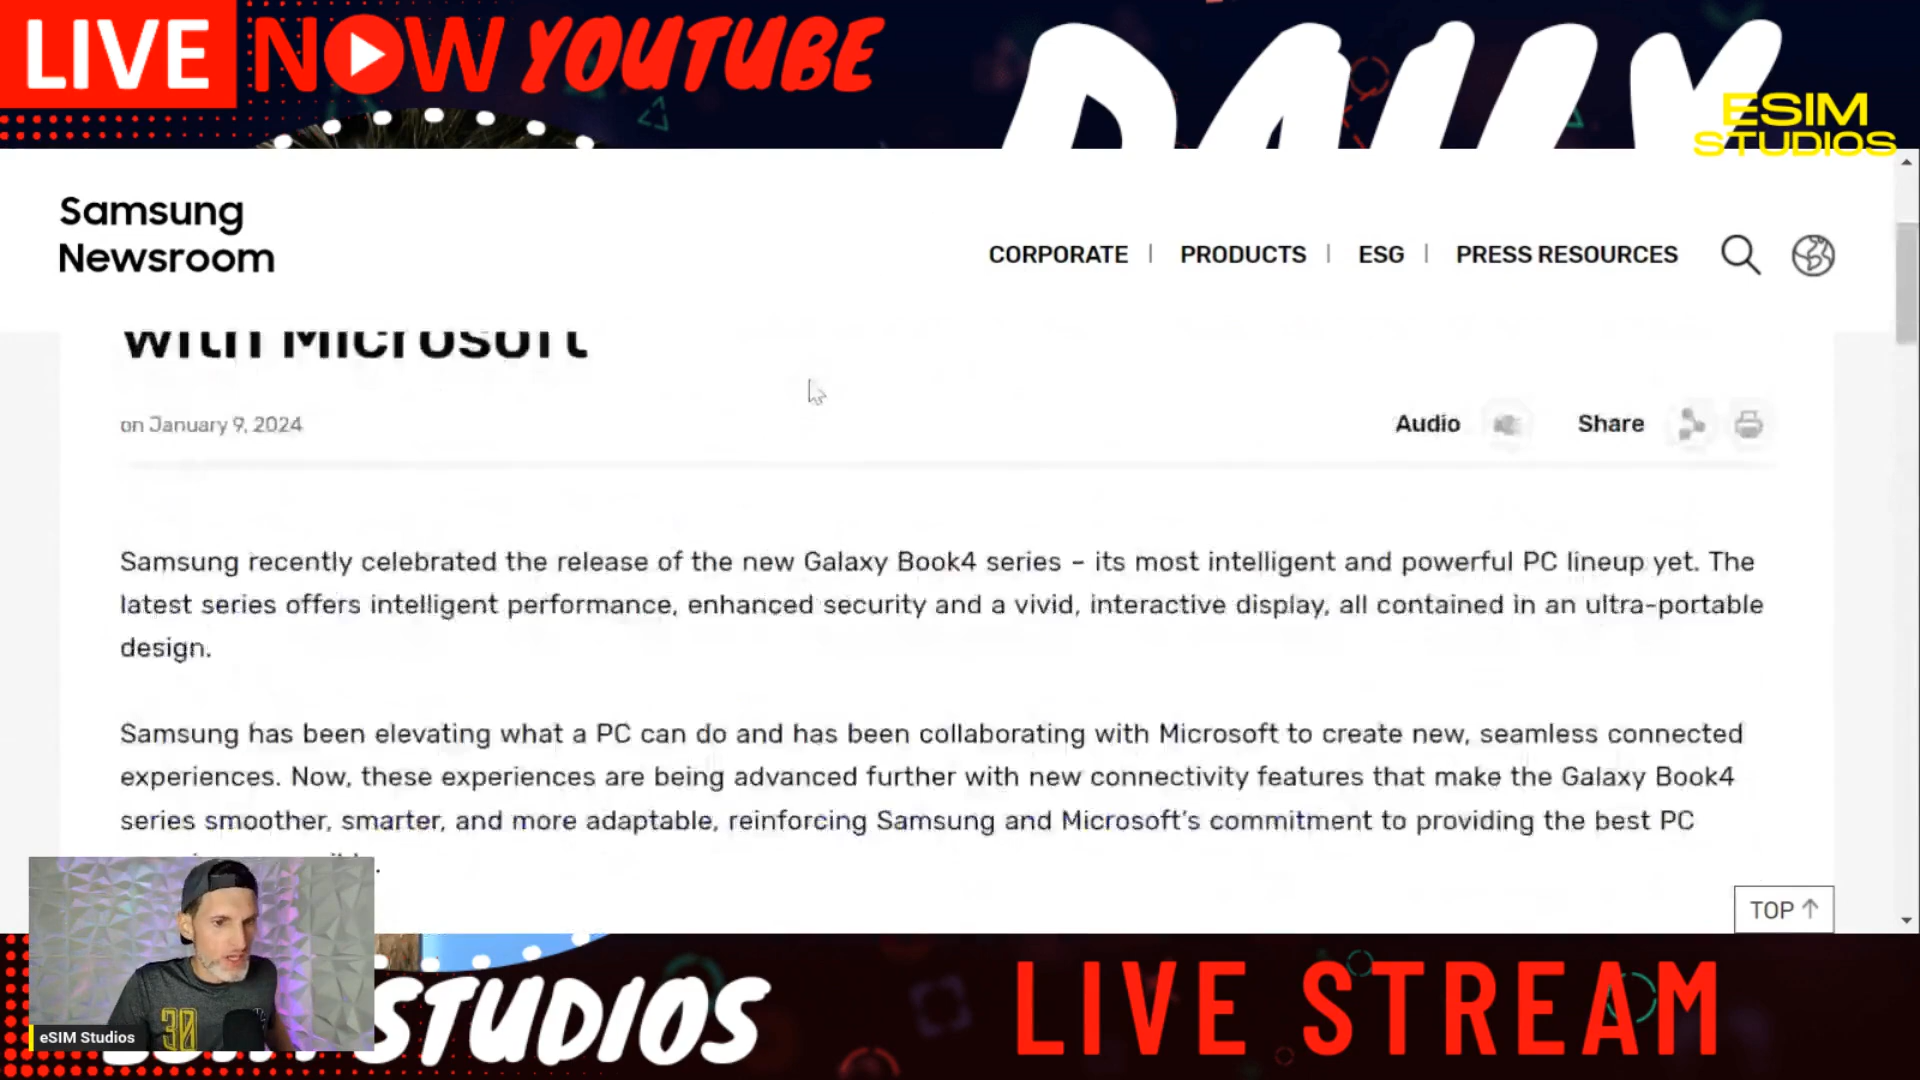 LIVE NOW YOUTUBE
DAILY
ESIM
STUDIOS
Samsung
Newsroom
CORPORATE | PRODUCTS | ESG | PRESS RESOURCES
with Microsoft
on January 9, 2024
Audio
Share
Samsung recently celebrated the release of the new Galaxy Book4 series – its most intelligent and powerful PC lineup yet. The
latest series offers intelligent performance, enhanced security and a vivid, interactive display, all contained in an ultra-portable
design.
Samsung has been elevating what a PC can do and has been collaborating with Microsoft to create new, seamless connected
experiences. Now, these experiences are being advanced further with new connectivity features that make the Galaxy Book4
series smoother, smarter, and more adaptable, reinforcing Samsung and Microsoft’s commitment to providing the best PC
TOP ↑
30
eSIM Studios
STUDIOS
LIVE STREAM